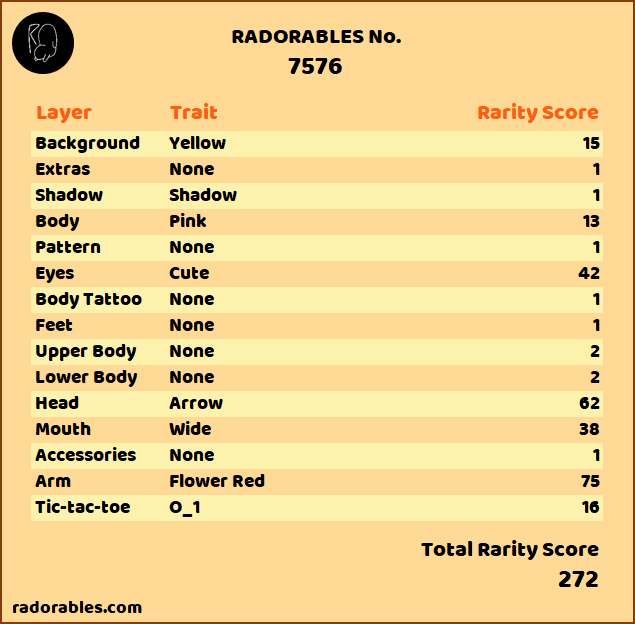 RADORABLES No.
7576
Layer Trait Rarity Score
Background Yellow 15
Extras None 1
Shadow Shadow 1
Body Pink 13
Pattern None 1
Eyes Cute 42
Body Tattoo None 1
Feet None 1
Upper Body None 2
Lower Body None 2
Head Arrow 62
Mouth Wide 38
Accessories None 1
Arm Flower Red 75
Tic-tac-toe O_1 16
Total Rarity Score
272
radorables.com